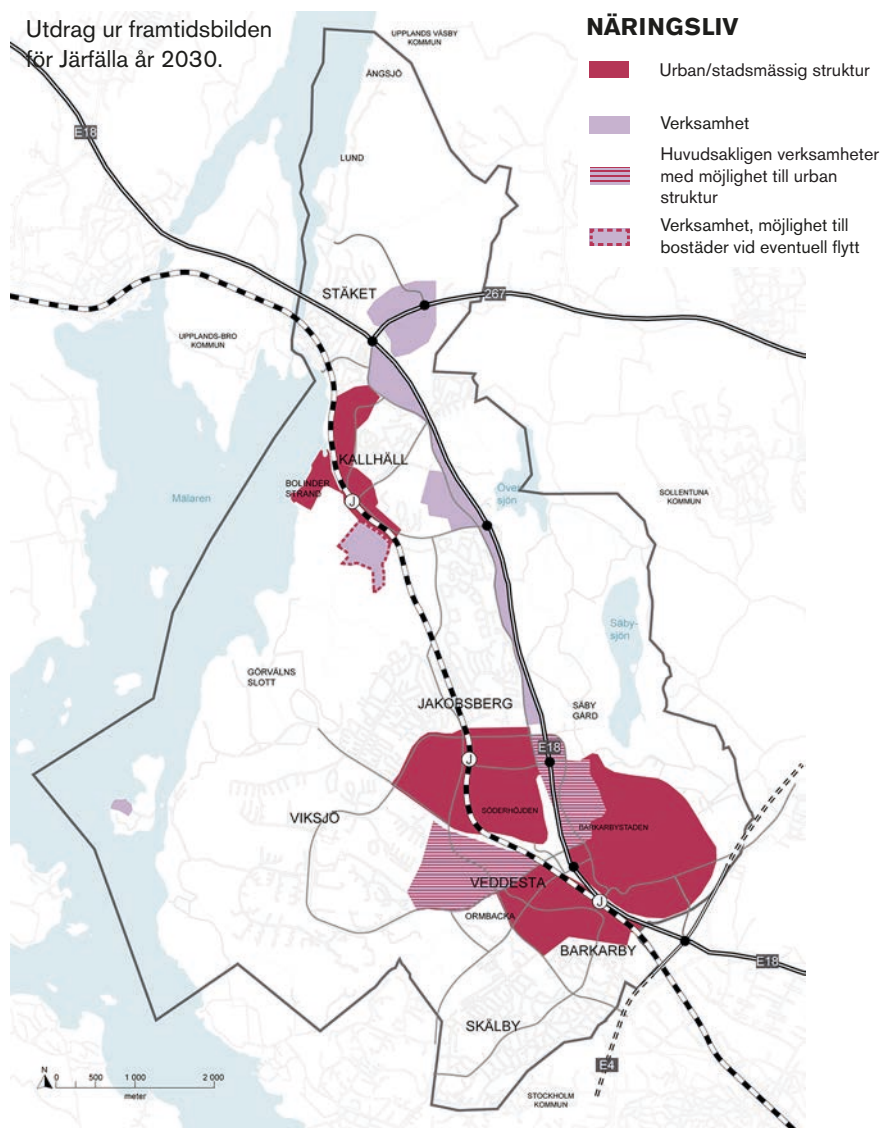 Utdrag ur framtidsbilden
för Järfälla år 2030.
NÄRINGSLIV
Urban/stadsmässig struktur
Verksamhet
Huvudsakligen verksamheter
med möjlighet till urban
struktur
Verksamhet, möjlighet till
bostäder vid eventuell flytt
UPPLANDS VÄSBY
KOMMUN
ÄNGSJÖ
E18
LUND
STÄKET
267
UPPLANDS-BRO
KOMMUN
KALLHÄLL
BOLINDER
STRAND
J
Mälaren
Över
sjön
SOLLENTUNA
KOMMUN
Säby-
sjön
GÖRVÄLNS
SLOTT
JAKOBSBERG
SÄBY
GÅRD
E18
J
SÖDERHÖJDEN
VIKSJÖ
BARKARBYSTADEN
VEDDESTA
J
ORMBACKA
BARKARBY
E18
SKÄLBY
E4
N
0 500 1 000 2 000
meter
STOCKHOLM
KOMMUN